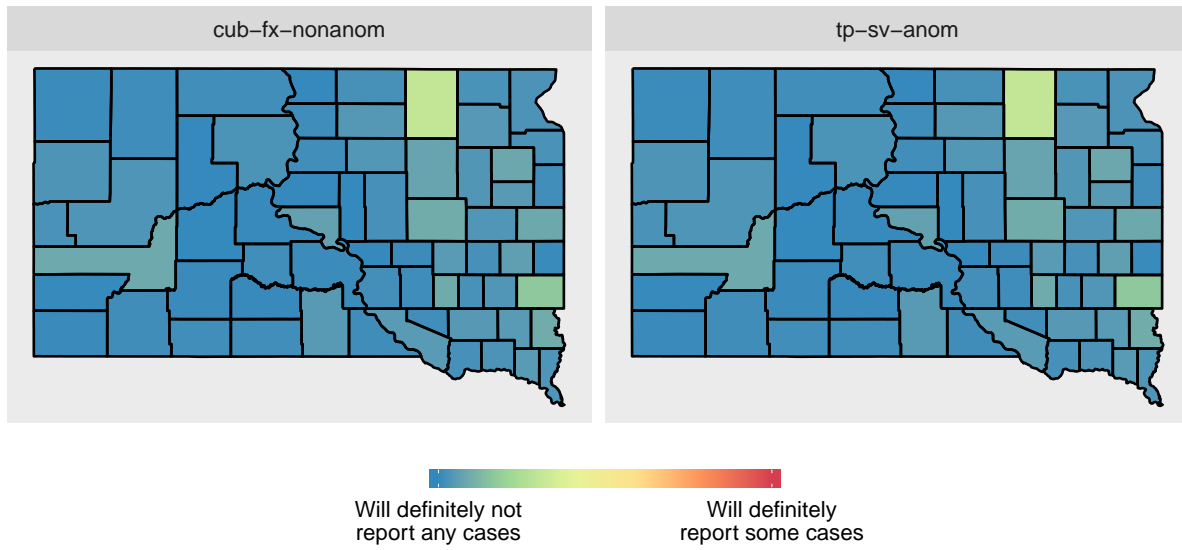 cub−fx−nonanom
tp−sv−anom
Will definitely not
report any cases
Will definitely
report some cases